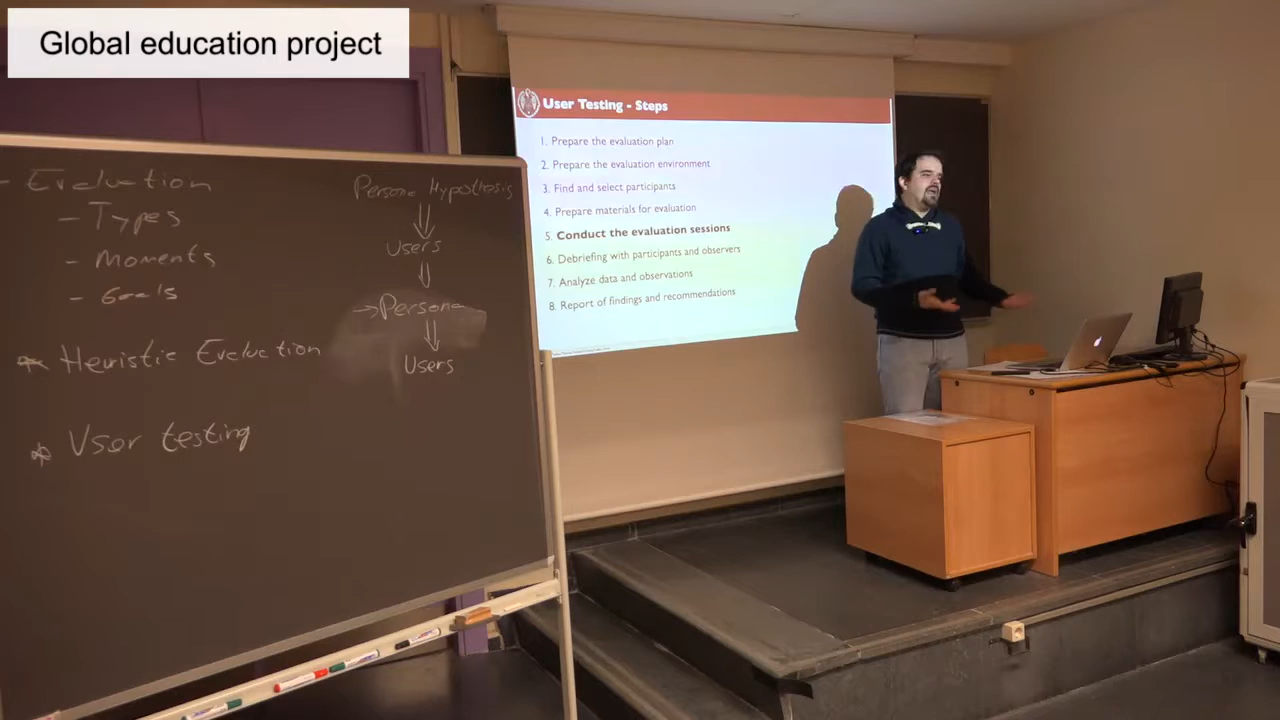 Global education project
- Evaluation
- Types
- Moments
- Goals
* Heuristic Evaluation
* User testing
Persona Hypothesis
Users
Persona
Users
User Testing - Steps
1. Prepare the evaluation plan
2. Prepare the evaluation environment
3. Find and select participants
4. Prepare materials for evaluation
5. Conduct the evaluation sessions
6. Debriefing with participants and observers
7. Analyze data and observations
8. Report of findings and recommendations